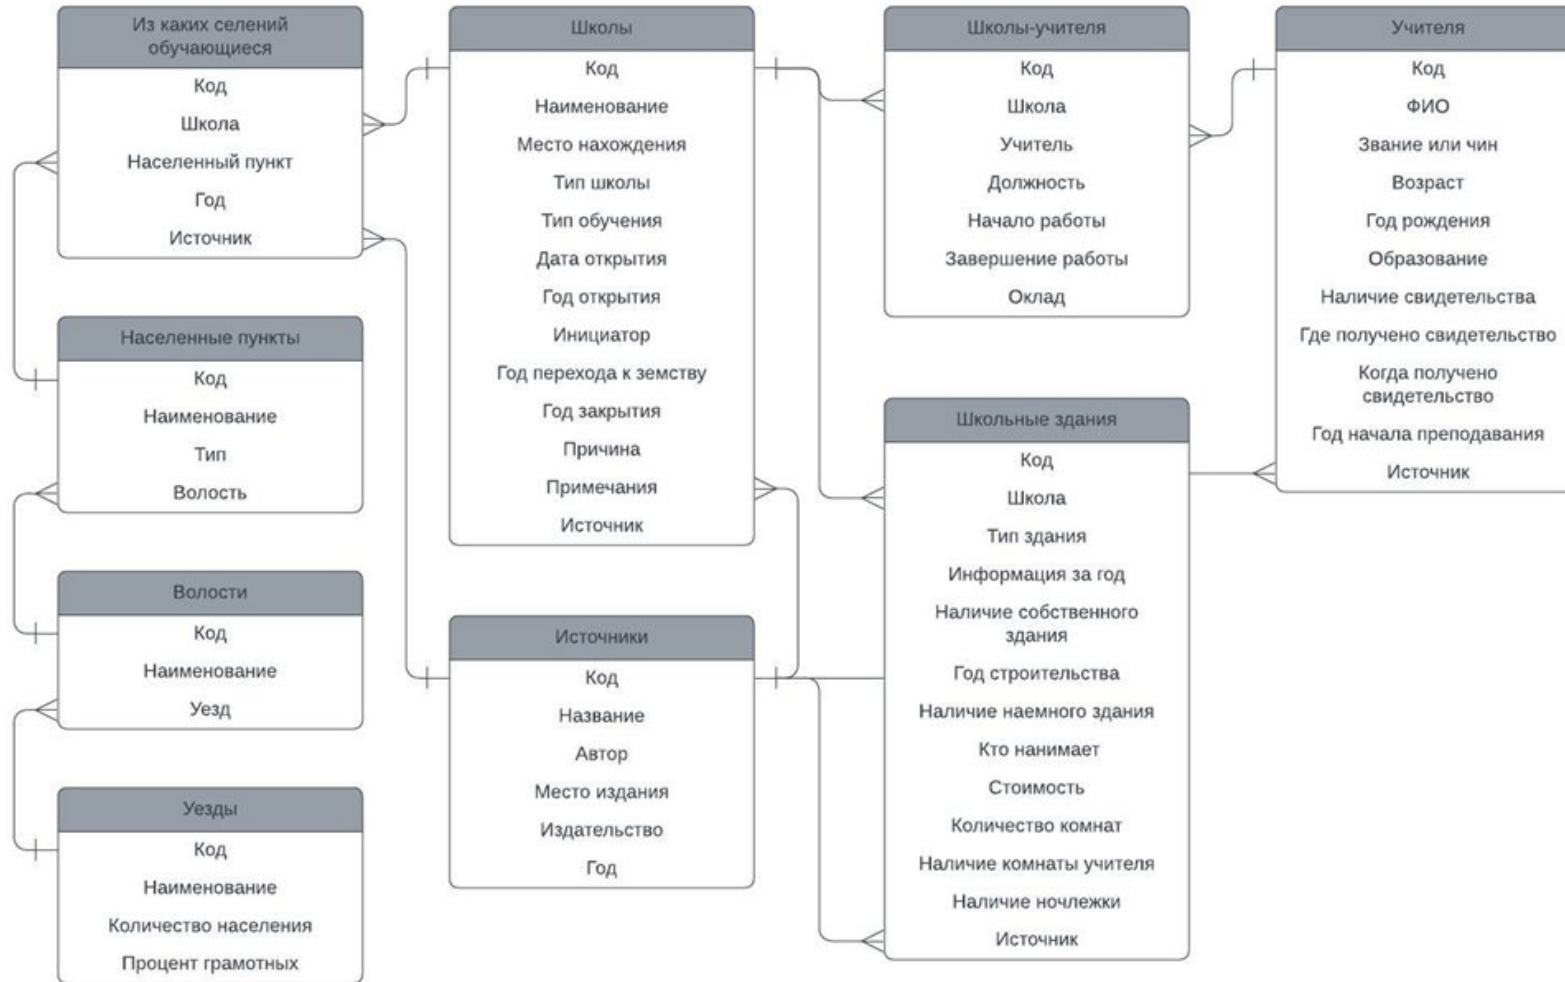 Из каких селений
обучающиеся
Код
Школа
Населенный пункт
Год
Источник
Населенные пункты
Код
Наименование
Тип
Волость
Волости
Код
Наименование
Уезд
Уезды
Код
Наименование
Количество населения
Процент грамотных
Школы
Код
Наименование
Место нахождения
Тип школы
Тип обучения
Дата открытия
Год открытия
Инициатор
Год перехода к земству
Год закрытия
Причина
Примечания
Источник
Источники
Код
Название
Автор
Место издания
Издательство
Год
Школы-учителя
Код
Школа
Учитель
Должность
Начало работы
Завершение работы
Оклад
Школьные здания
Код
Школа
Тип здания
Информация за год
Наличие собственного
здания
Год строительства
Наличие наемного здания
Кто нанимает
Стоимость
Количество комнат
Наличие комнаты учителя
Наличие ночлежки
Источник
Учителя
Код
ФИО
Звание или чин
Возраст
Год рождения
Образование
Наличие свидетельства
Где получено свидетельство
Когда получено
свидетельство
Год начала преподавания
Источник